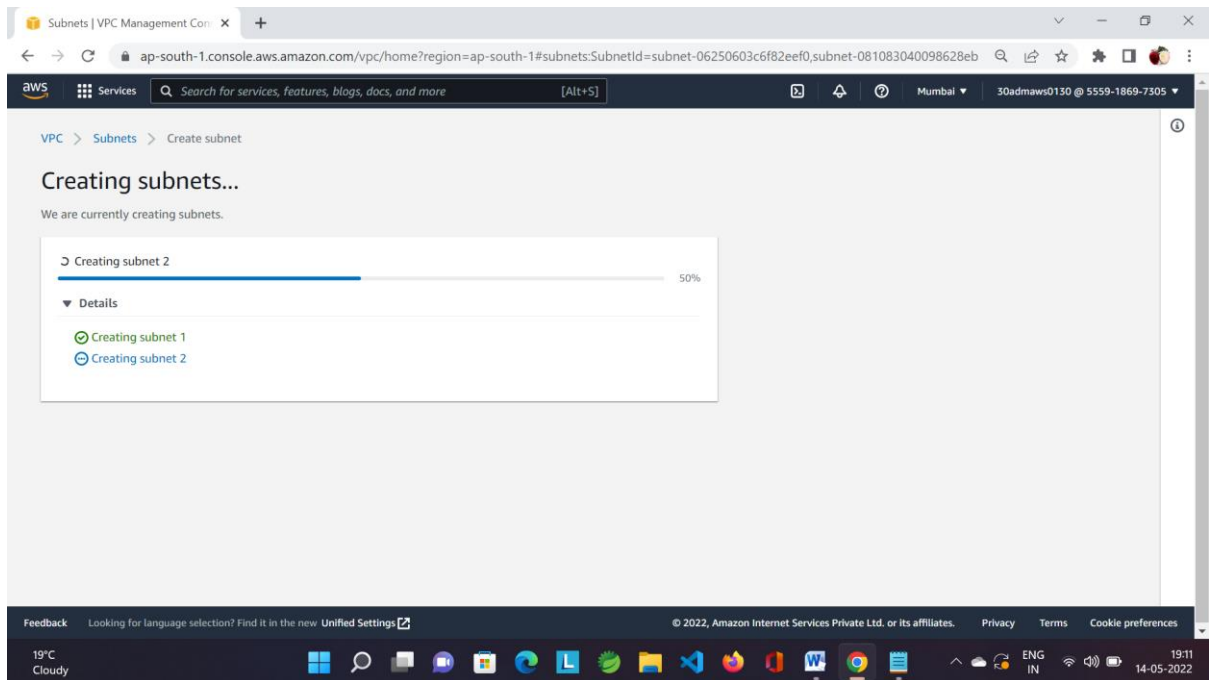 Subnets | VPC Management Con
ap-south-1.console.aws.amazon.com/vpc/home?region=ap-south-1#subnets:SubnetId=subnet-06250603c6f82eef0,subnet-081083040098628eb
aws Services Search for services, features, blogs, docs, and more [Alt+S] Mumbai 30admaws0130 @ 5559-1869-7305
VPC > Subnets > Create subnet
Creating subnets...
We are currently creating subnets.
Creating subnet 2
50%
Details
Creating subnet 1
Creating subnet 2
Feedback Looking for language selection? Find it in the new Unified Settings © 2022, Amazon Internet Services Private Ltd. or its affiliates. Privacy Terms Cookie preferences
19°C
Cloudy
L W
ENG
IN
19:11
14-05-2022